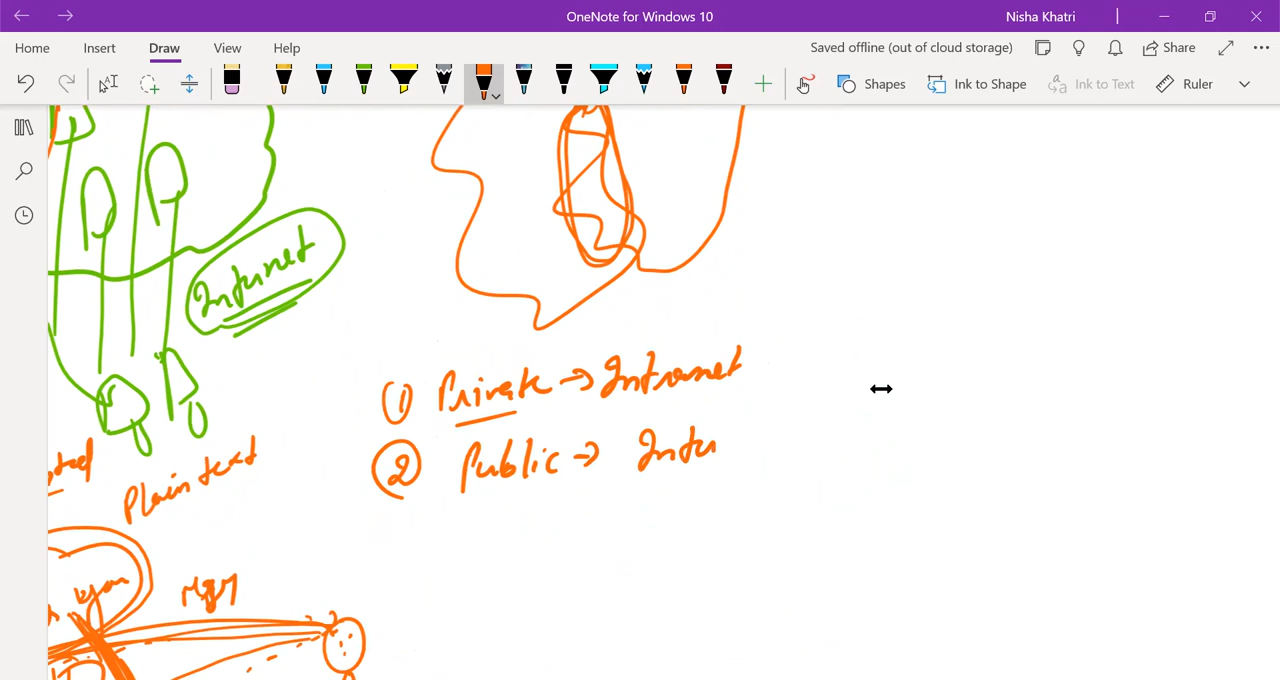 OneNote for Windows 10
Nisha Khatri
Home Insert Draw View Help
Saved offline (out of cloud storage)
Share
Shapes
Ink to Shape
Ink to Text
Ruler
Internet
① Private → Intranet
② Public → Inter
Plain text